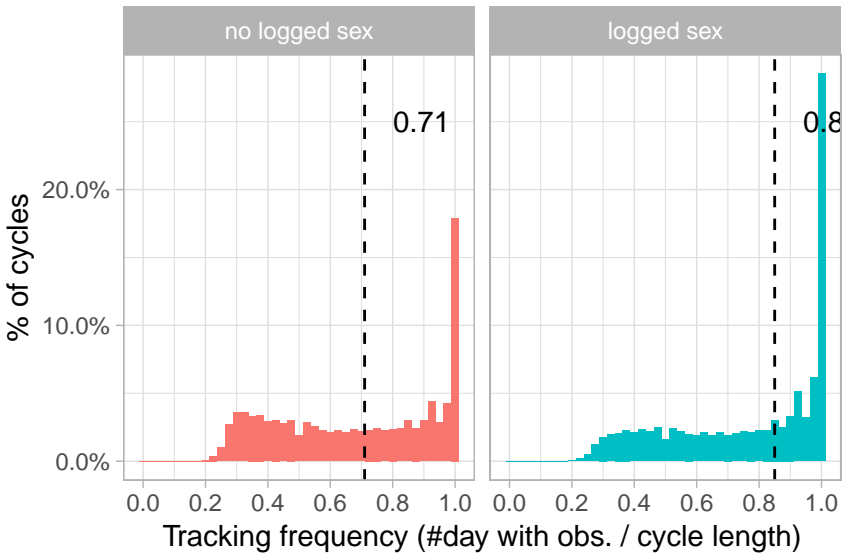 no logged sex
logged sex
0.71
0.8
% of cycles
20.0%
10.0%
0.0%
0.0 0.2 0.4 0.6 0.8 1.0
0.0 0.2 0.4 0.6 0.8 1.0
Tracking frequency (#day with obs. / cycle length)